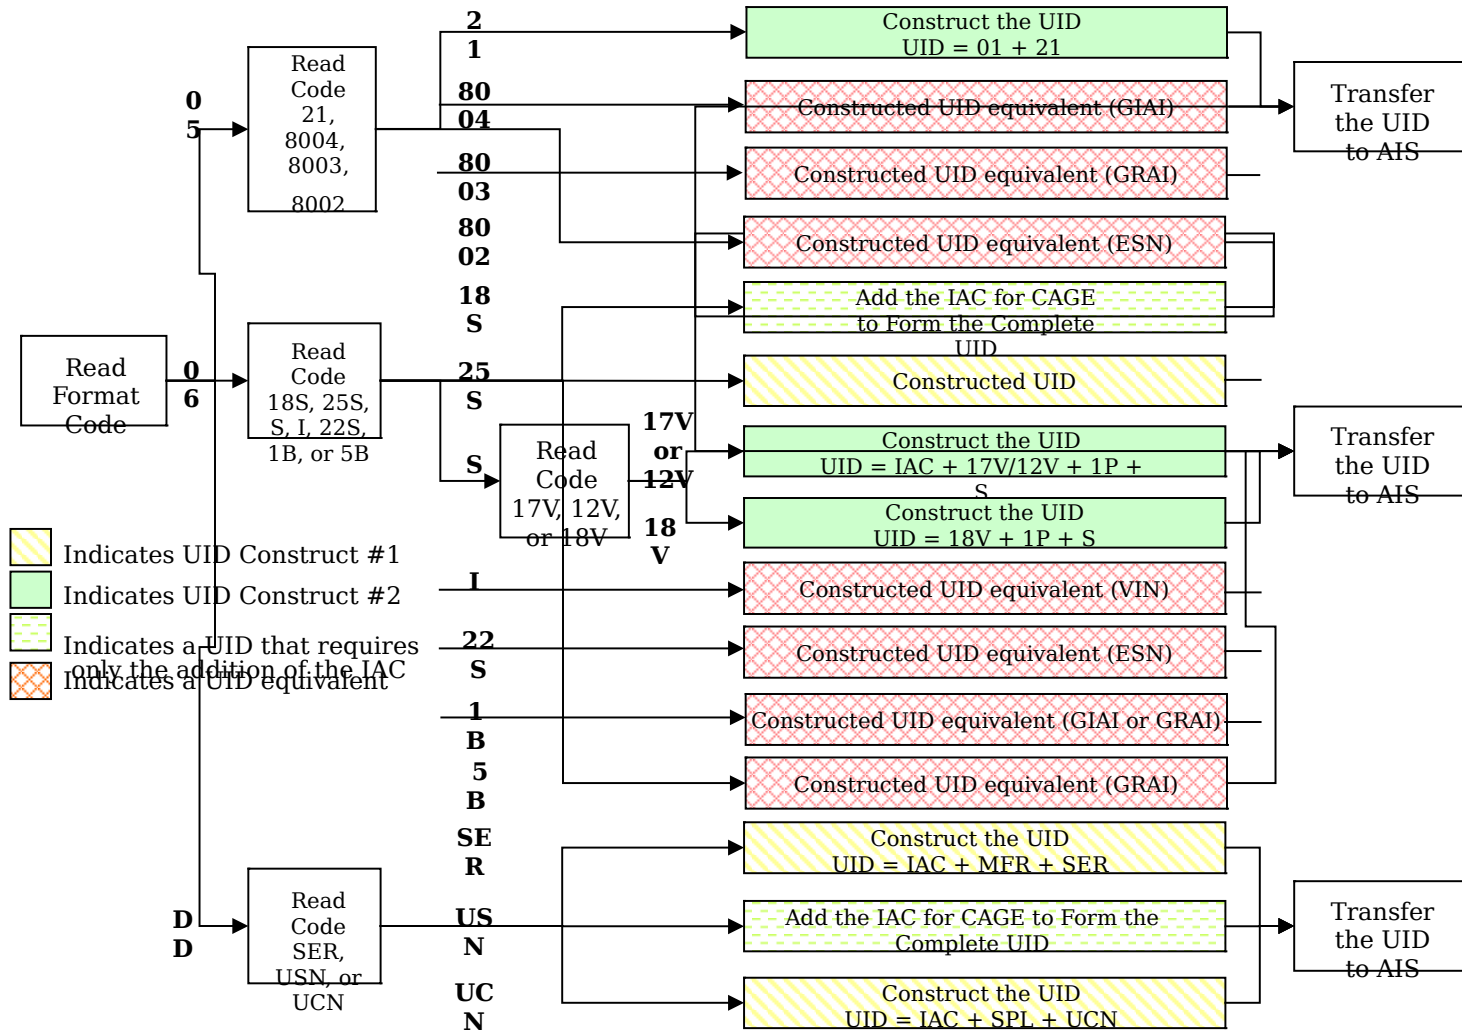 2
1
Construct the UID
UID = 01 + 21
Read
Code
21,
8004,
8003,
8002
0
5
80
04
Constructed UID equivalent (GIAI)
Transfer
the UID
to AIS
80
03
Constructed UID equivalent (GRAI)
80
02
Constructed UID equivalent (ESN)
18
S
Add the IAC for CAGE
to Form the Complete
UID
Read
Format
Code
0
6
Read
Code
18S, 25S,
S, I, 22S,
1B, or 5B
25
S
Constructed UID
S
Read
Code
17V, 12V,
or 18V
17V
or
12V
Construct the UID
UID = IAC + 17V/12V + 1P +
S
Transfer
the UID
to AIS
18
V
Construct the UID
UID = 18V + 1P + S
Indicates UID Construct #1
Indicates UID Construct #2
Indicates a UID that requires
only the addition of the IAC
Indicates a UID equivalent
I
Constructed UID equivalent (VIN)
22
S
Constructed UID equivalent (ESN)
1
B
Constructed UID equivalent (GIAI or GRAI)
5
B
Constructed UID equivalent (GRAI)
D
D
Read
Code
SER,
USN, or
UCN
SE
R
Construct the UID
UID = IAC + MFR + SER
US
N
Add the IAC for CAGE to Form the
Complete UID
Transfer
the UID
to AIS
UC
N
Construct the UID
UID = IAC + SPL + UCN